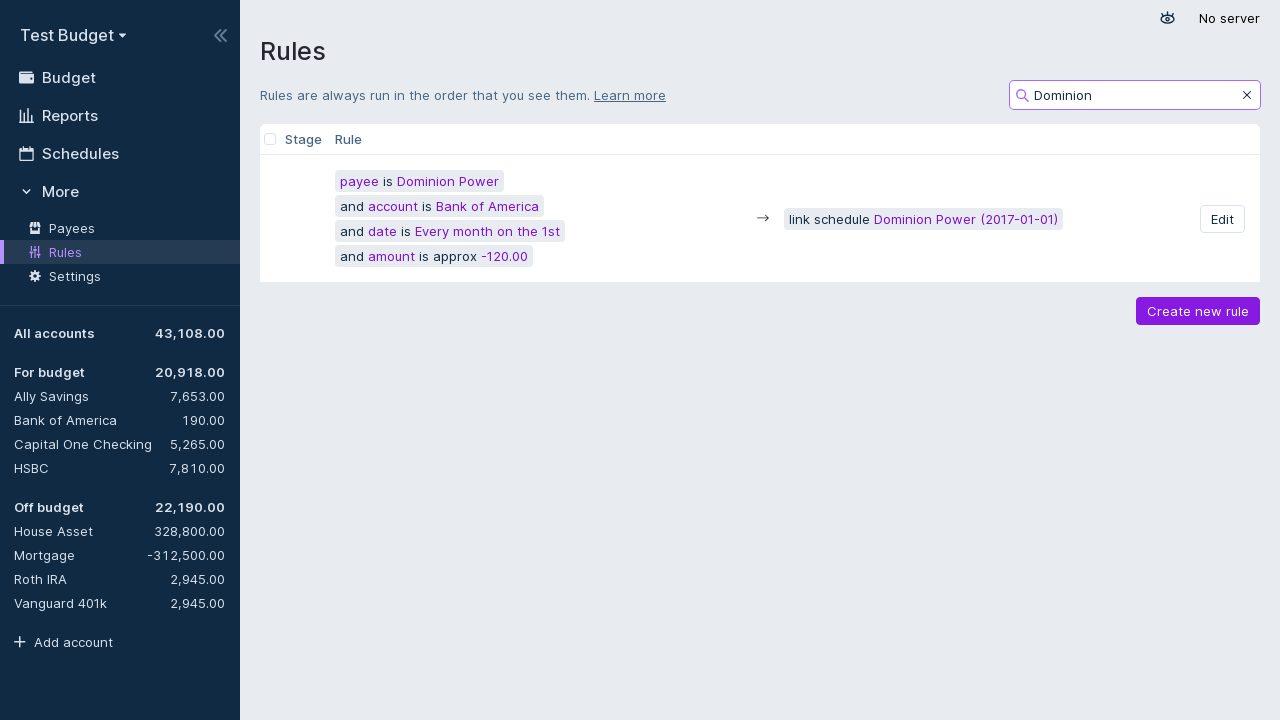 Test Budget
Budget
Reports
Schedules
More
Payees
Rules
Settings
All accounts 43,108.00
For budget 20,918.00
Ally Savings 7,653.00
Bank of America 190.00
Capital One Checking 5,265.00
HSBC 7,810.00
Off budget 22,190.00
House Asset 328,800.00
Mortgage -312,500.00
Roth IRA 2,945.00
Vanguard 401k 2,945.00
Add account
No server
Rules
Rules are always run in the order that you see them. Learn more
Dominion
Stage Rule
payee is Dominion Power
and account is Bank of America
and date is Every month on the 1st
and amount is approx -120.00
→ link schedule Dominion Power (2017-01-01)
Edit
Create new rule